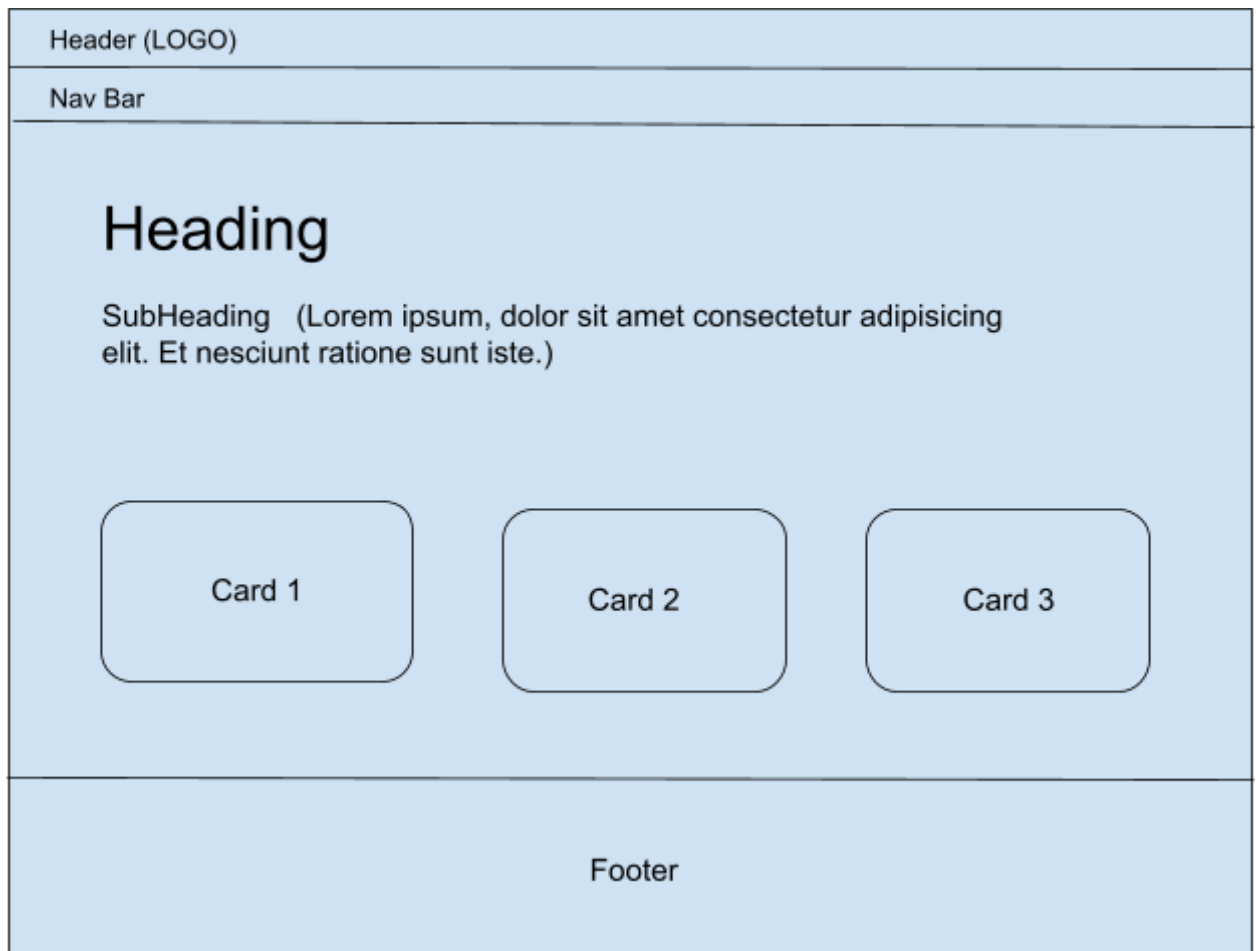 Header (LOGO)
Nav Bar
Heading
SubHeading   (Lorem ipsum, dolor sit amet consectetur adipisicing
elit. Et nesciunt ratione sunt iste.)
Card 1
Card 2
Card 3
Footer